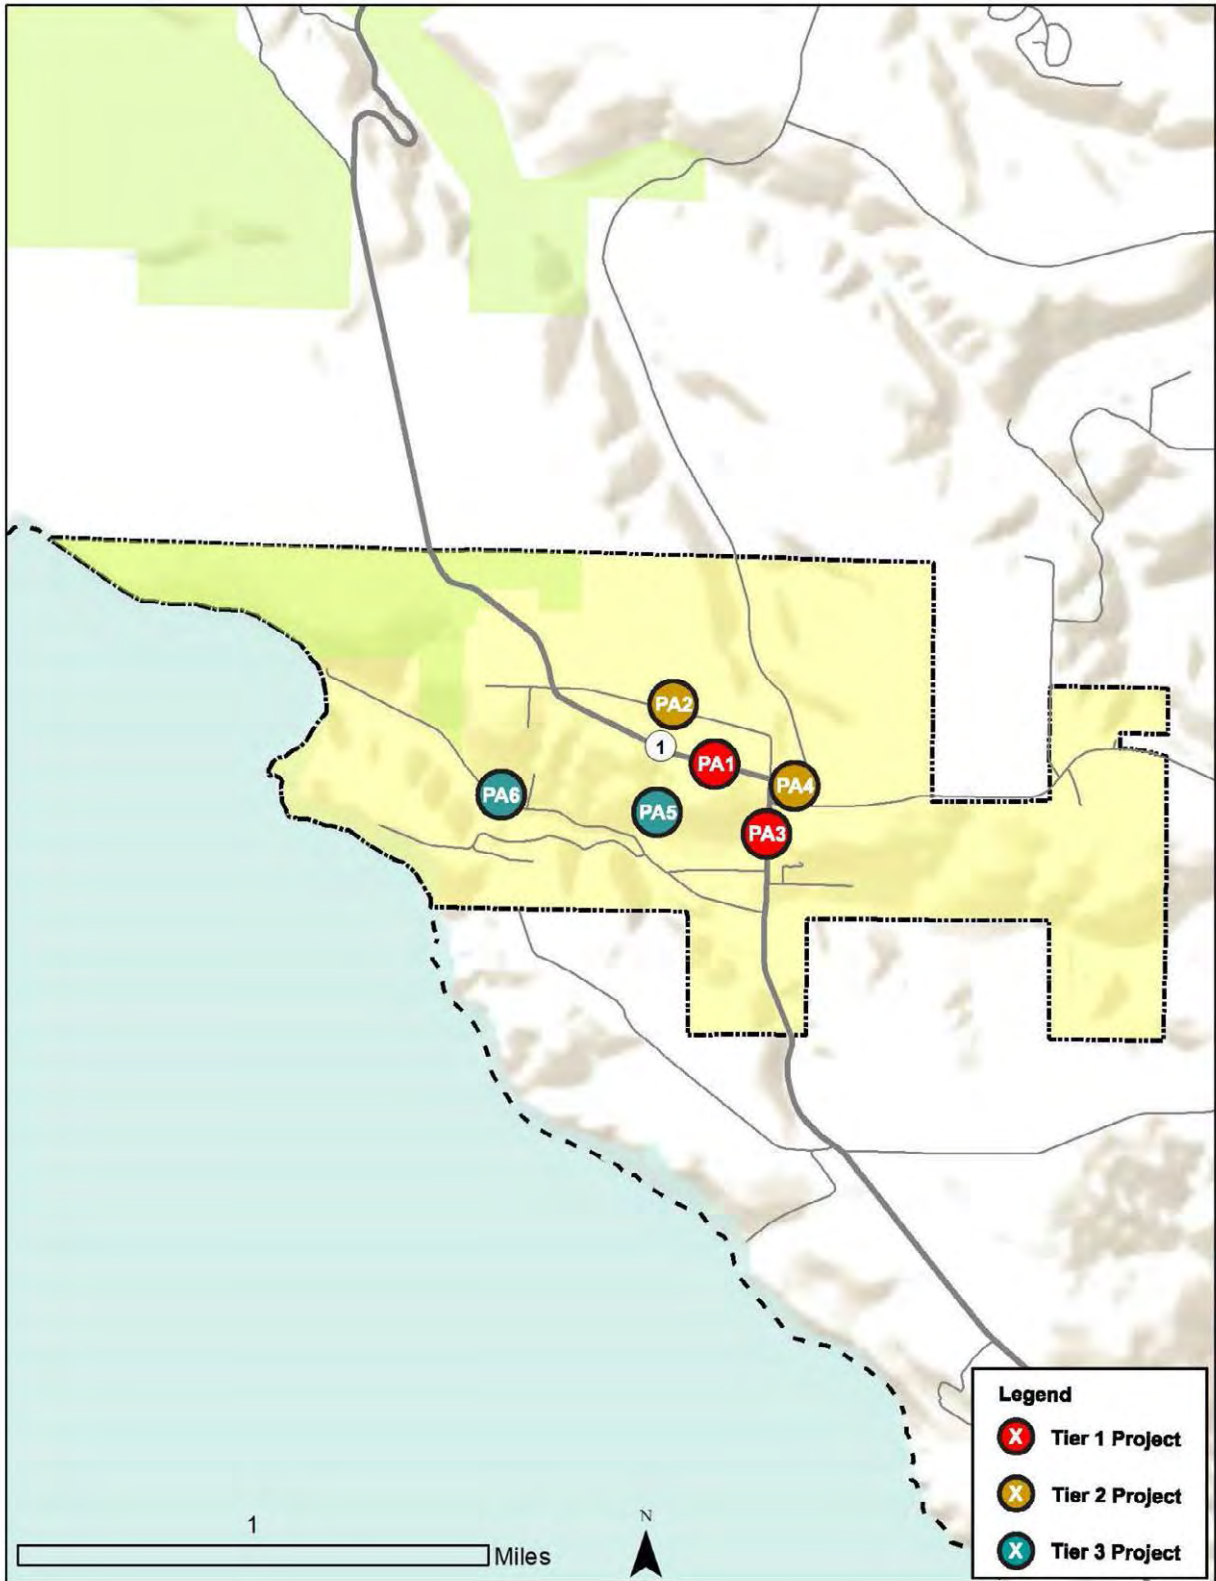 PA2
1
PA1
PA4
PA6
PA5
PA3
Legend
X Tier 1 Project
X Tier 2 Project
X Tier 3 Project
1
Miles
N